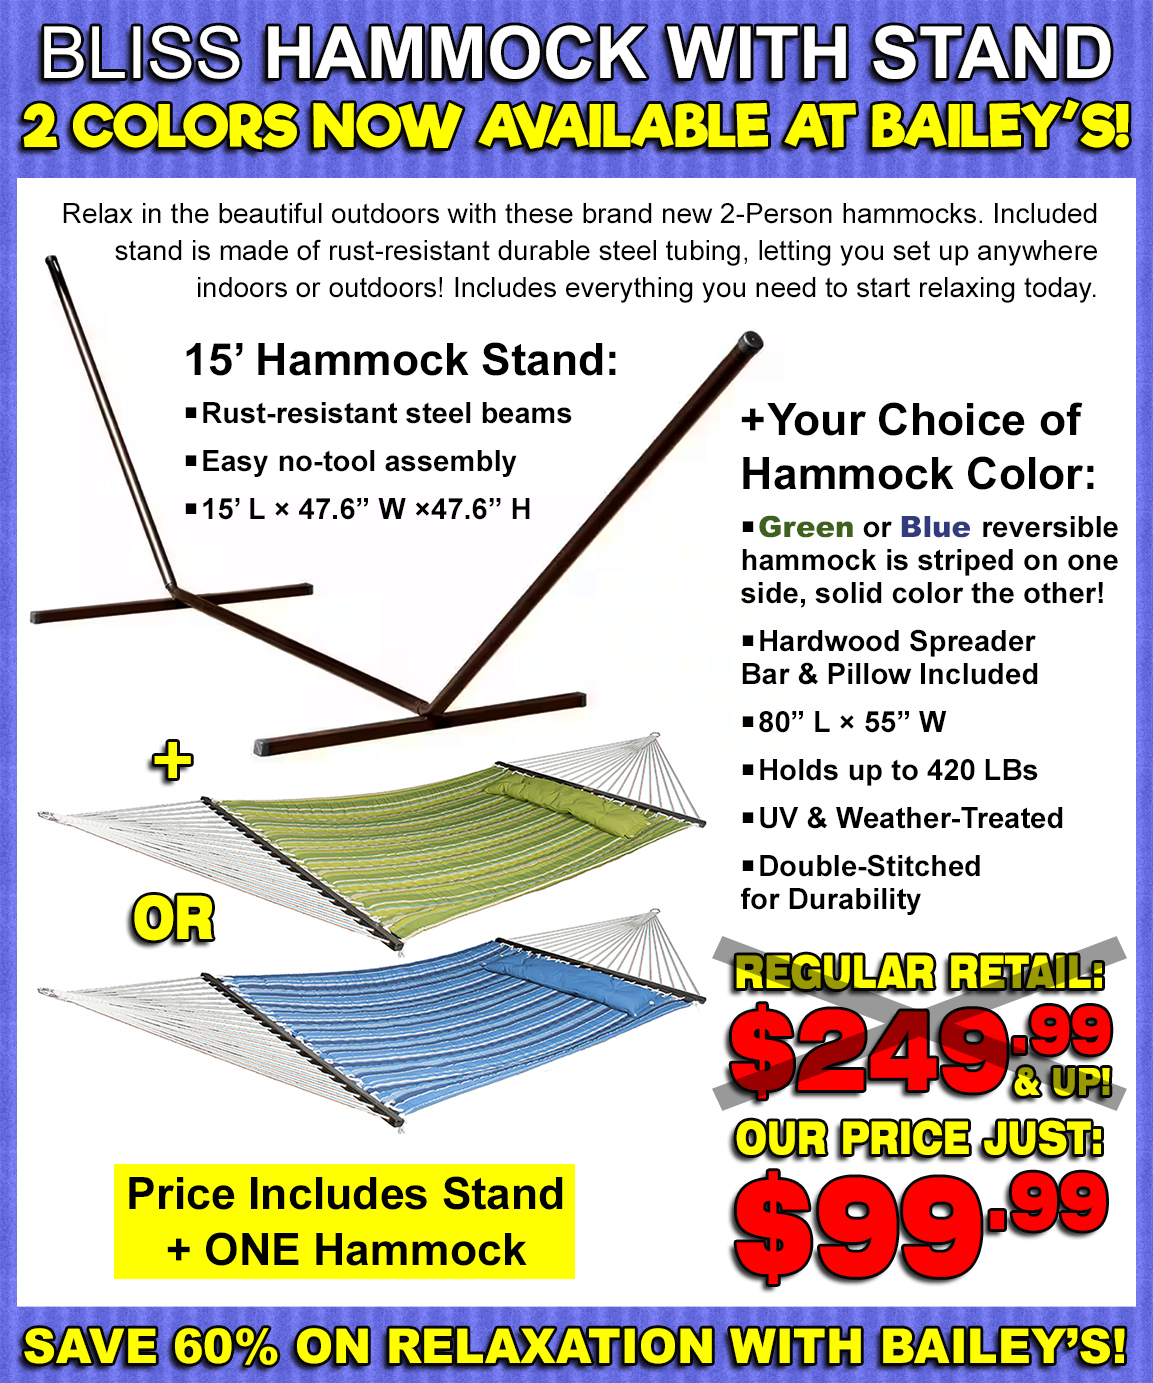 BLISS HAMMOCK WITH STAND
2 COLORS NOW AVAILABLE AT BAILEY'S!
Relax in the beautiful outdoors with these brand new 2-Person hammocks. Included
stand is made of rust-resistant durable steel tubing, letting you set up anywhere
indoors or outdoors! Includes everything you need to start relaxing today.
15’ Hammock Stand:
▪Rust-resistant steel beams
▪Easy no-tool assembly
▪15’ L × 47.6” W ×47.6” H
+Your Choice of
Hammock Color:
▪Green or Blue reversible
hammock is striped on one
side, solid color the other!
▪Hardwood Spreader
Bar & Pillow Included
▪80” L × 55” W
▪Holds up to 420 LBs
▪UV & Weather-Treated
▪Double-Stitched
for Durability
+
OR
REGULAR RETAIL:
$249.99
& UP!
OUR PRICE JUST:
$99.99
Price Includes Stand
+ ONE Hammock
SAVE 60% ON RELAXATION WITH BAILEY’S!